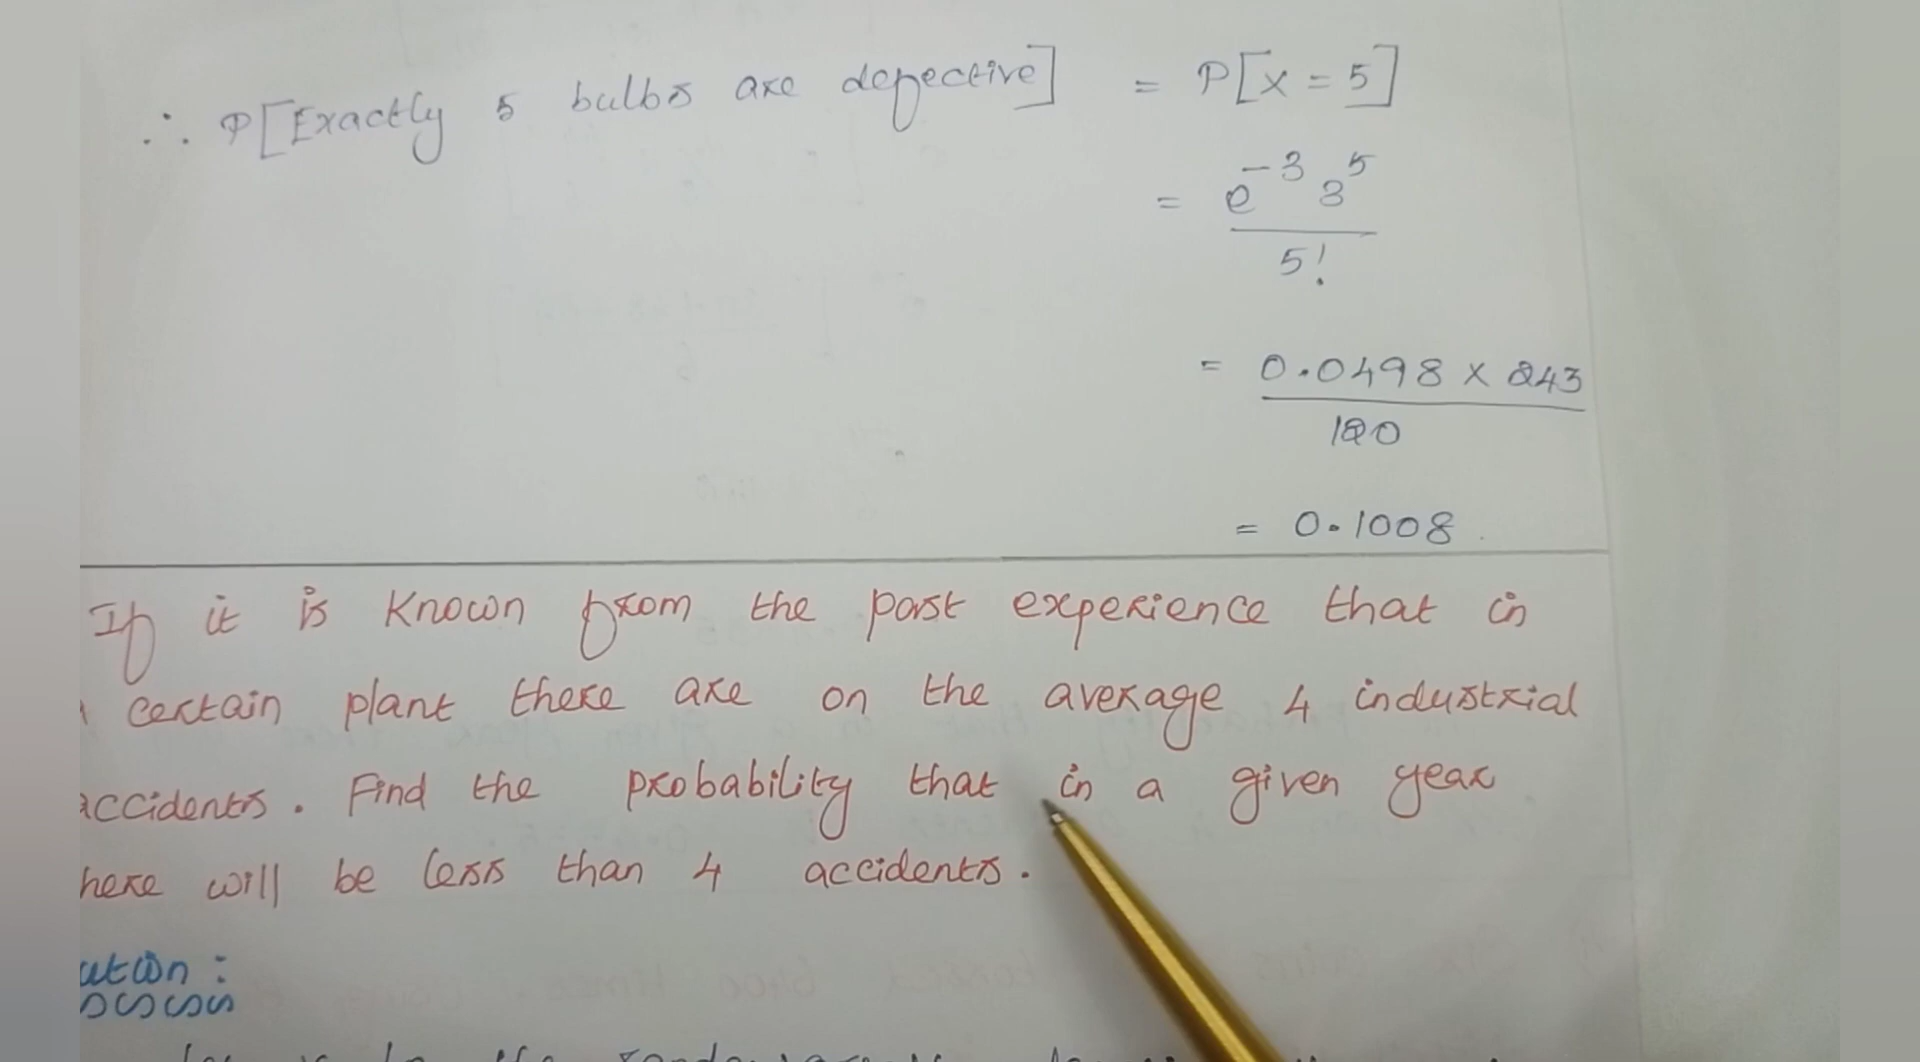 ∴ P[Exactly 5 bulbs are defective] = P[X = 5]
= e^-3 3^5 / 5!
= 0.0498 × 243 / 120
= 0.1008
If it is known from the past experience that in
certain plant there are on the average 4 industrial
accidents. Find the probability that in a given year
here will be less than 4 accidents.
ution: